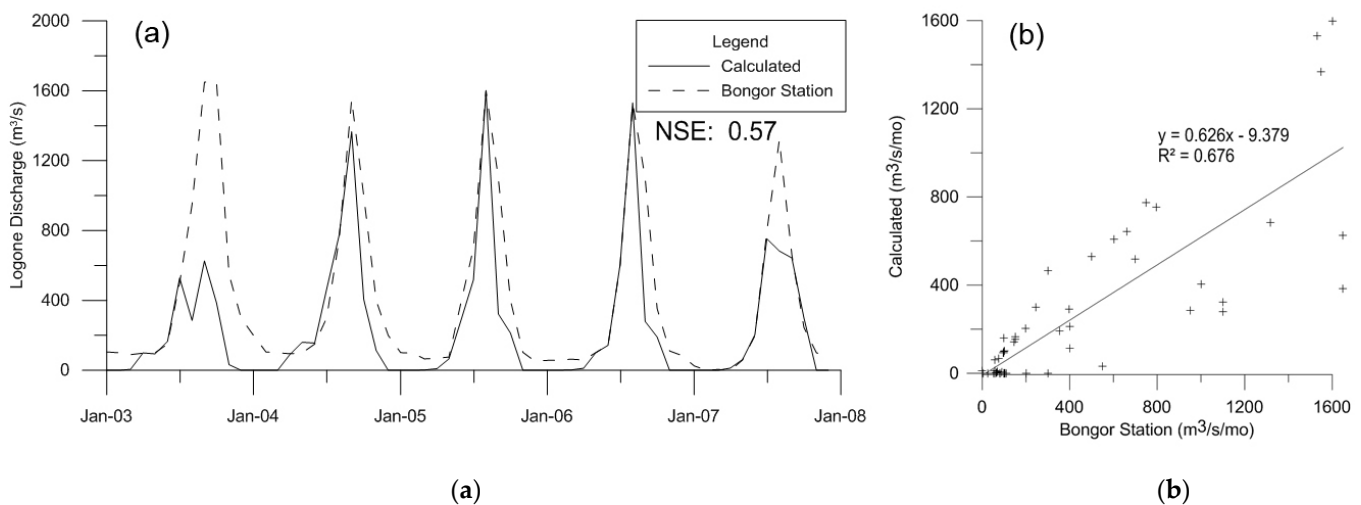 (a)
Logone Discharge (m³/s)
2000
1600
1200
800
400
0
Jan-03
Jan-04
Jan-05
Jan-06
Jan-07
Jan-08
Legend
Calculated
Bongor Station
NSE: 0.57
(a)
(b)
Calculated (m³/s/mo)
1600
1200
800
400
0
y = 0.626x - 9.379
R² = 0.676
0
400
800
1200
1600
Bongor Station (m³/s/mo)
(b)